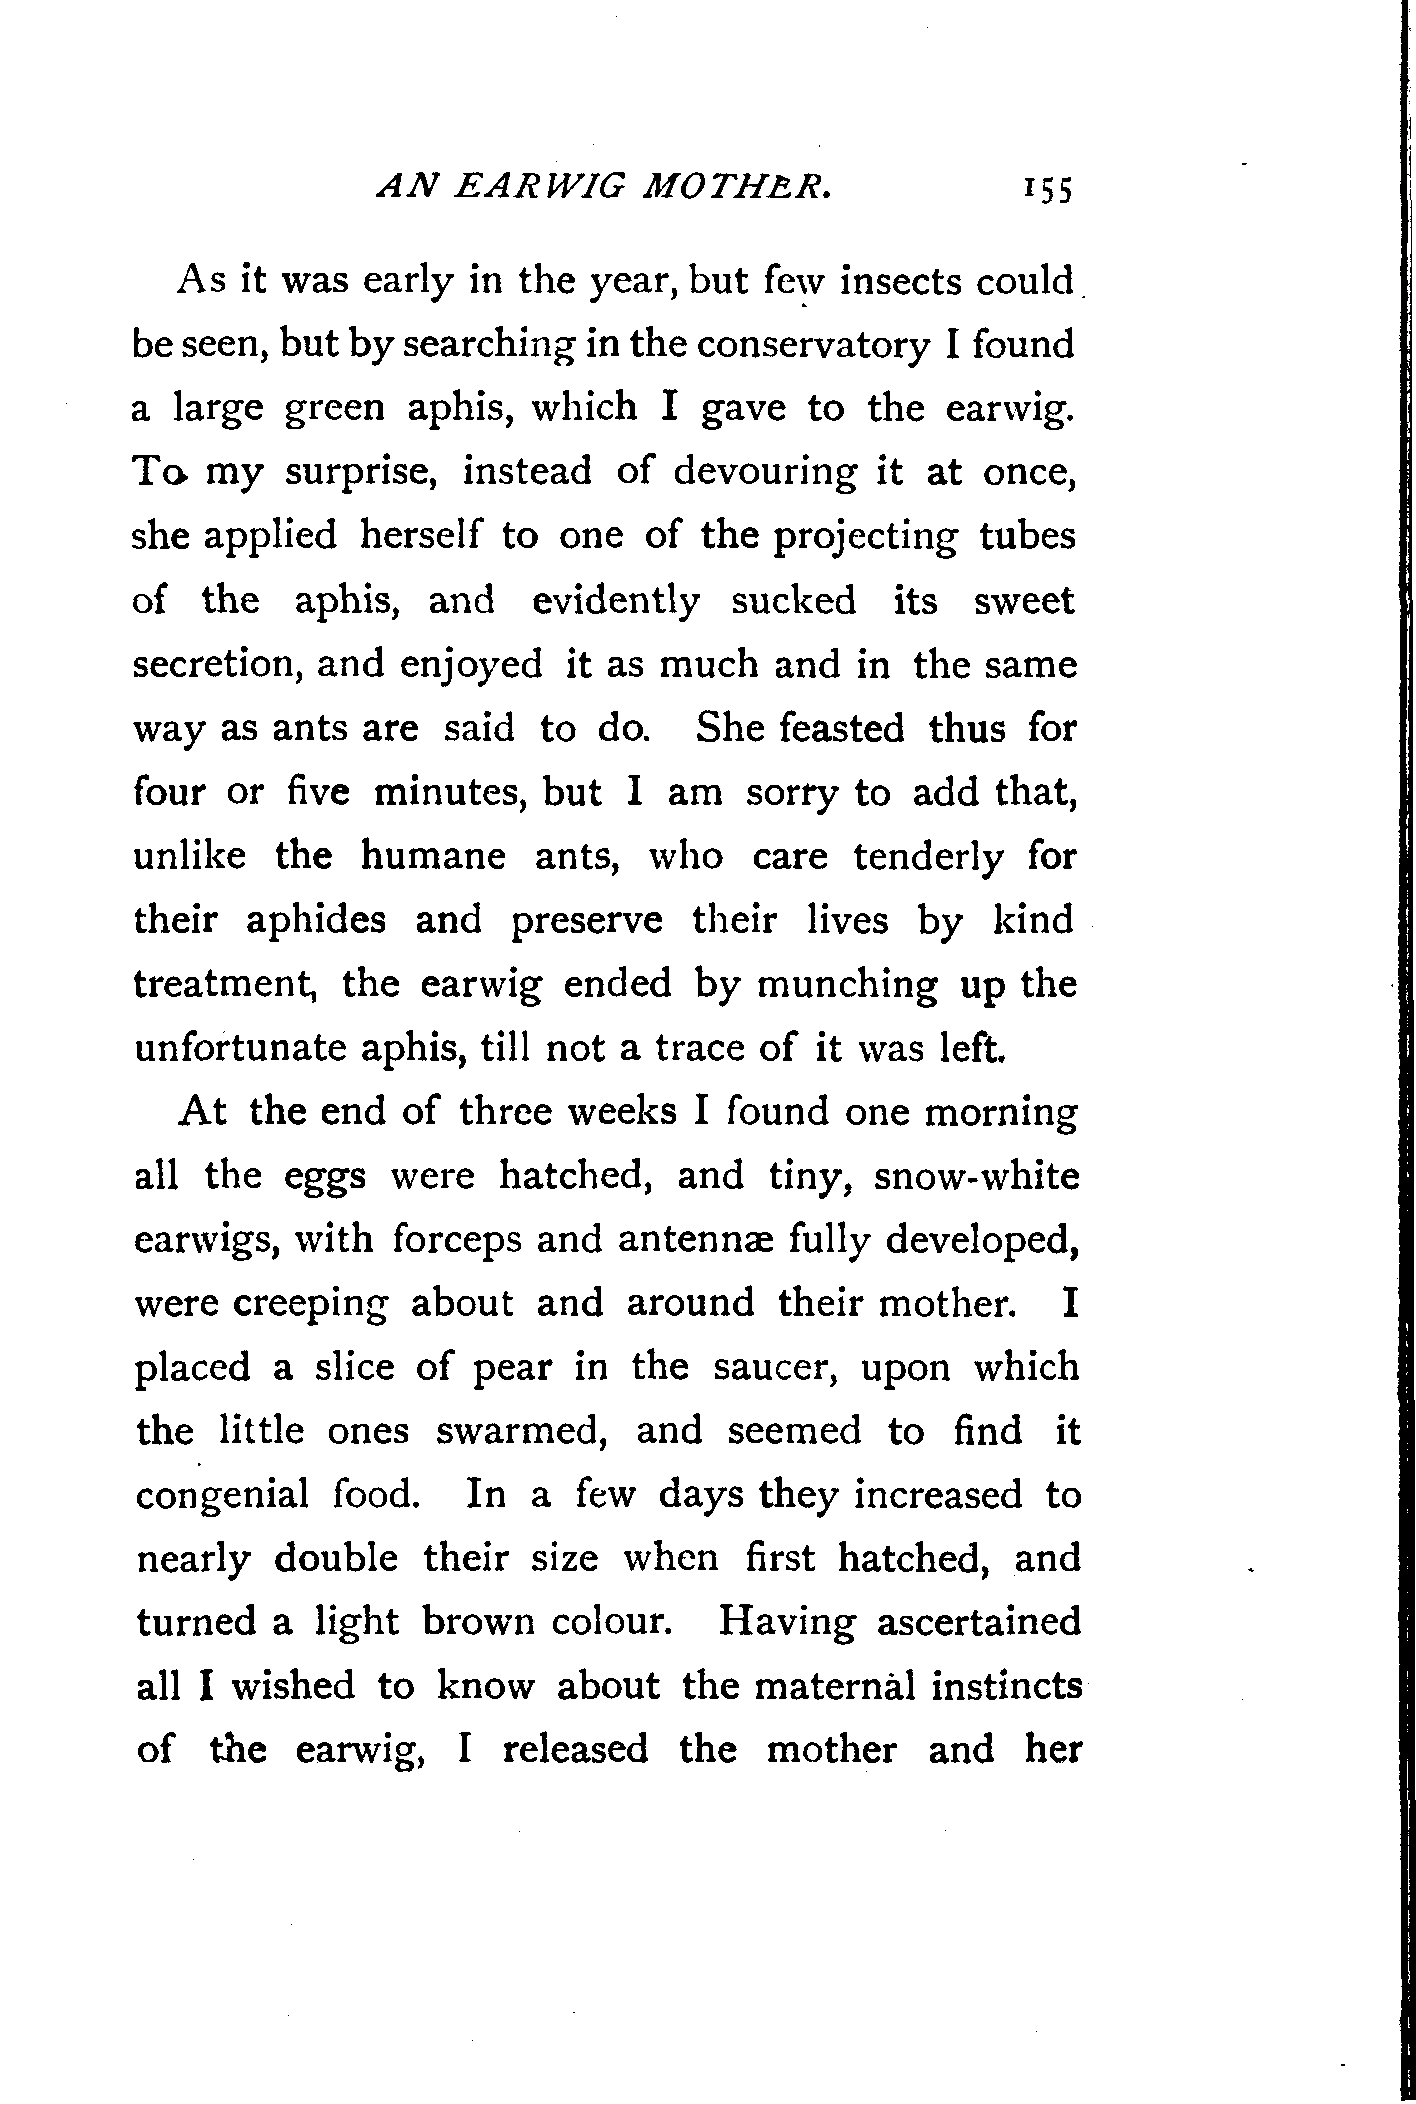 AN EARWIG MOTHER. 155
As it was early in the year, but few insects could
be seen, but by searching in the conservatory I found
a large green aphis, which I gave to the earwig.
To my surprise, instead of devouring it at once,
she applied herself to one of the projecting tubes
of the aphis, and evidently sucked its sweet
secretion, and enjoyed it as much and in the same
way as ants are said to do. She feasted thus for
four or five minutes, but I am sorry to add that,
unlike the humane ants, who care tenderly for
their aphides and preserve their lives by kind
treatment, the earwig ended by munching up the
unfortunate aphis, till not a trace of it was left.
At the end of three weeks I found one morning
all the eggs were hatched, and tiny, snow-white
earwigs, with forceps and antennæ fully developed,
were creeping about and around their mother. I
placed a slice of pear in the saucer, upon which
the little ones swarmed, and seemed to find it
congenial food. In a few days they increased to
nearly double their size when first hatched, and
turned a light brown colour. Having ascertained
all I wished to know about the maternal instincts
of the earwig, I released the mother and her